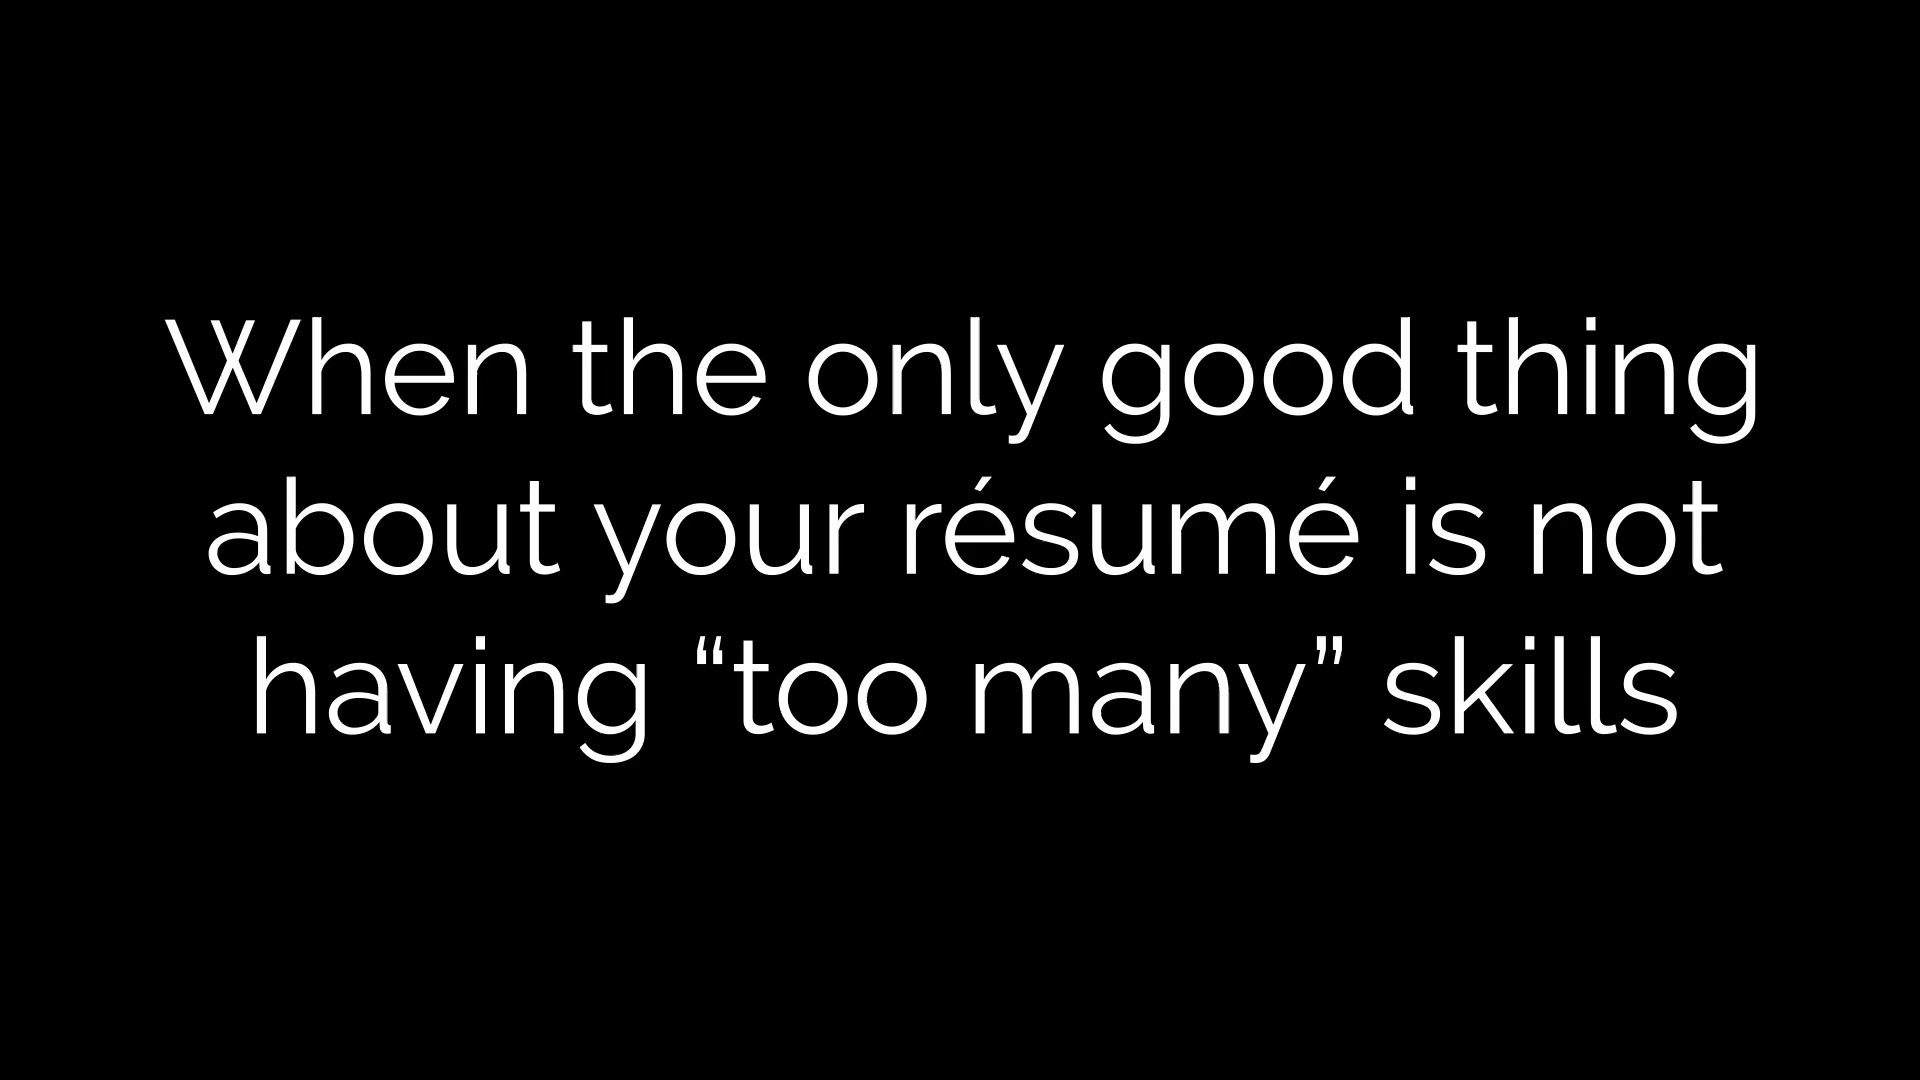 When the only good thing
about your résumé is not
having “too many” skills